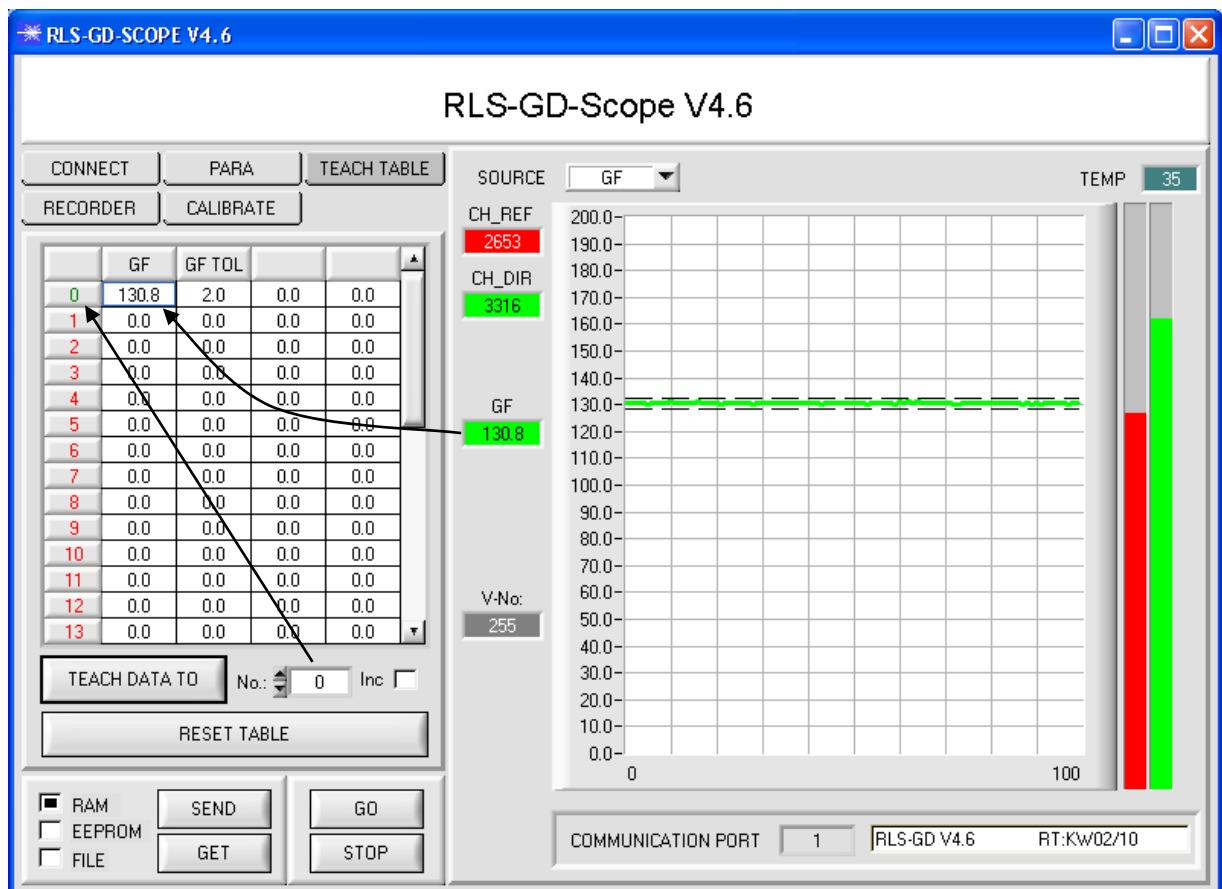 RLS-GD-SCOPE V4.6
RLS-GD-Scope V4.6
CONNECT PARA TEACH TABLE
RECORDER CALIBRATE
GF GF TOL
0 130.8 2.0 0.0 0.0
1 0.0 0.0 0.0 0.0
2 0.0 0.0 0.0 0.0
3 0.0 0.0 0.0 0.0
4 0.0 0.0 0.0 0.0
5 0.0 0.0 0.0 0.0
6 0.0 0.0 0.0 0.0
7 0.0 0.0 0.0 0.0
8 0.0 0.0 0.0 0.0
9 0.0 0.0 0.0 0.0
10 0.0 0.0 0.0 0.0
11 0.0 0.0 0.0 0.0
12 0.0 0.0 0.0 0.0
13 0.0 0.0 0.0 0.0
TEACH DATA TO No.: 0 Inc
RESET TABLE
RAM SEND GO
EEPROM
FILE GET STOP
SOURCE GF TEMP 35
CH_REF
2653
CH_DIR
3316
GF
130.8
V-No:
255
200.0
190.0
180.0
170.0
160.0
150.0
140.0
130.0
120.0
110.0
100.0
90.0
80.0
70.0
60.0
50.0
40.0
30.0
20.0
10.0
0.0
0 100
COMMUNICATION PORT 1 RLS-GD V4.6 RT:KW02/10